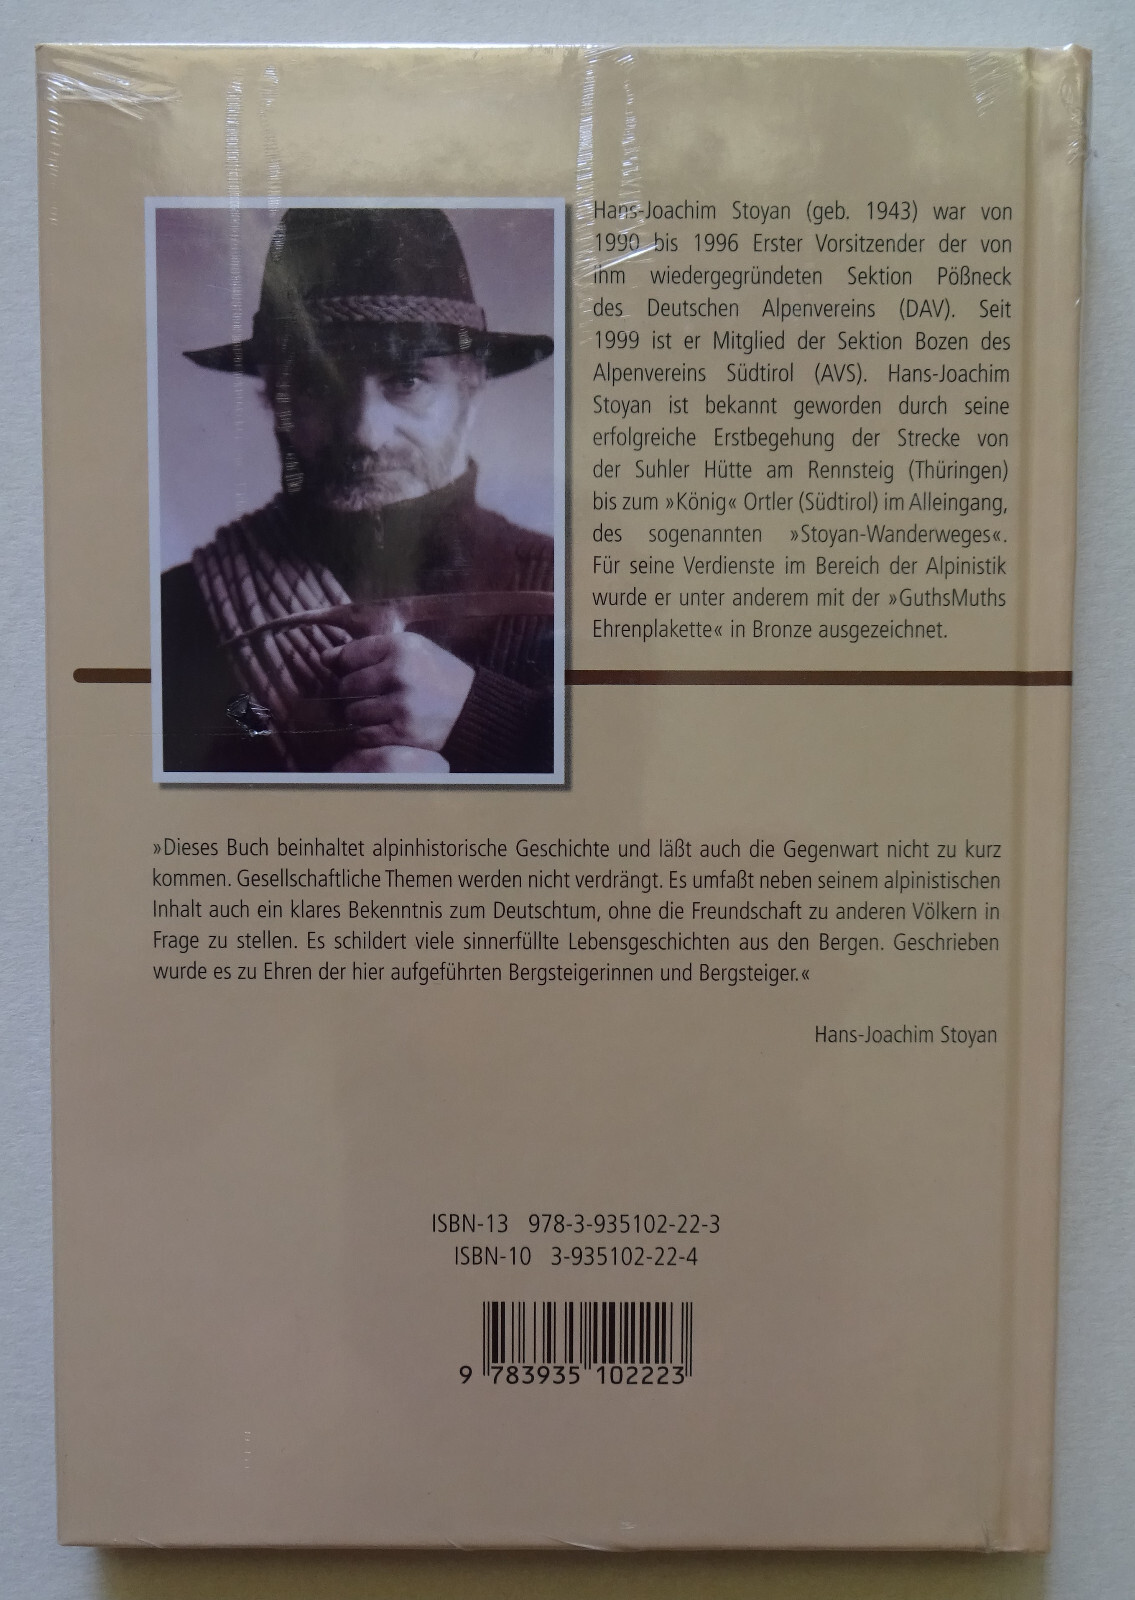 Hans-Joachim Stoyan (geb. 1943) war von
1990 bis 1996 Erster Vorsitzender der von
ihm wiedergegründeten Sektion Pößneck
des Deutschen Alpenvereins (DAV). Seit
1999 ist er Mitglied der Sektion Bozen des
Alpenvereins Südtirol (AVS). Hans-Joachim
Stoyan ist bekannt geworden durch seine
erfolgreiche Erstbegehung der Strecke von
der Suhler Hütte am Rennsteig (Thüringen)
bis zum »König« Ortler (Südtirol) im Alleingang,
des sogenannten »Stoyan-Wanderweges«.
Für seine Verdienste im Bereich der Alpinistik
wurde er unter anderem mit der »GuthsMuths
Ehrenplakette« in Bronze ausgezeichnet.
»Dieses Buch beinhaltet alpinhistorische Geschichte und läßt auch die Gegenwart nicht zu kurz
kommen. Gesellschaftliche Themen werden nicht verdrängt. Es umfaßt neben seinem alpinistischen
Inhalt auch ein klares Bekenntnis zum Deutschtum, ohne die Freundschaft zu anderen Völkern in
Frage zu stellen. Es schildert viele sinnerfüllte Lebensgeschichten aus den Bergen. Geschrieben
wurde es zu Ehren der hier aufgeführten Bergsteigerinnen und Bergsteiger.«
Hans-Joachim Stoyan
ISBN-13 978-3-935102-22-3
ISBN-10 3-935102-22-4
9 783935 102223